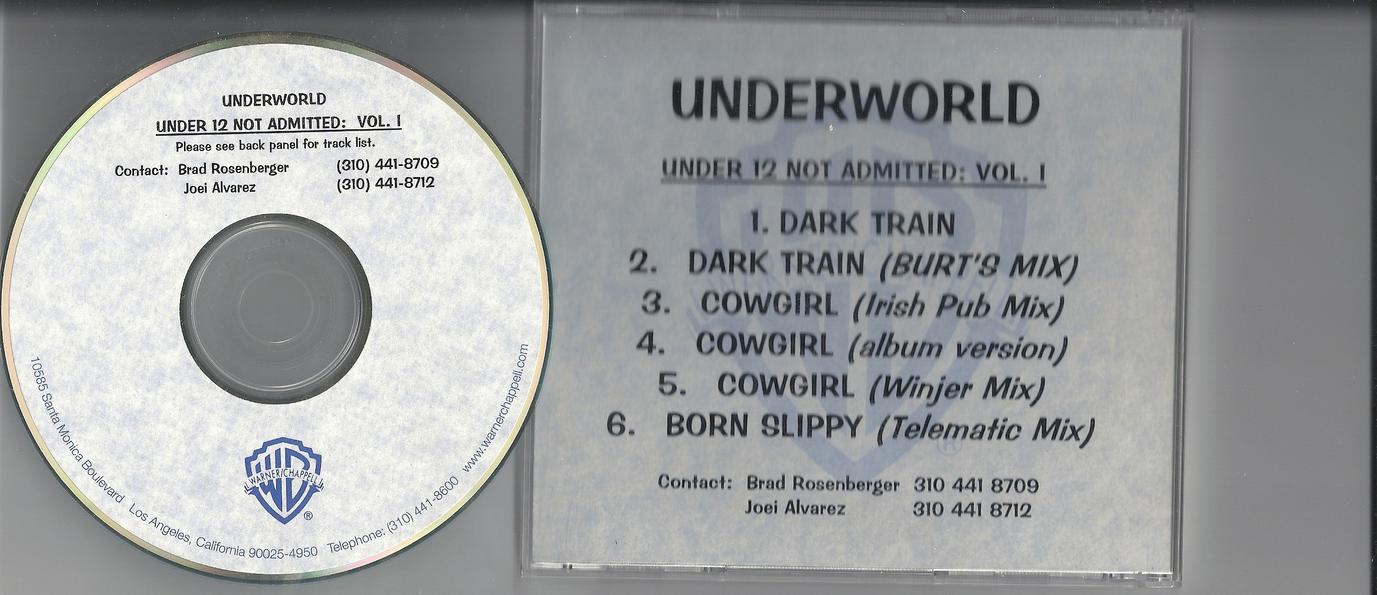 UNDERWORLD
UNDER 12 NOT ADMITTED: VOL. I
Please see back panel for track list.
Contact: Brad Rosenberger (310) 441-8709
Joei Alvarez (310) 441-8712
WARNER/CHAPPELL
®
10585 Santa Monica Boulevard Los Angeles, California 90025-4950 Telephone: (310) 441-8600 www.warnerchappell.com
UNDERWORLD
UNDER 12 NOT ADMITTED: VOL. I
1. DARK TRAIN
2. DARK TRAIN (BURT'S MIX)
3. COWGIRL (Irish Pub Mix)
4. COWGIRL (album version)
5. COWGIRL (Winjer Mix)
6. BORN SLIPPY (Telematic Mix)
®
Contact: Brad Rosenberger 310 441 8709
Joei Alvarez 310 441 8712